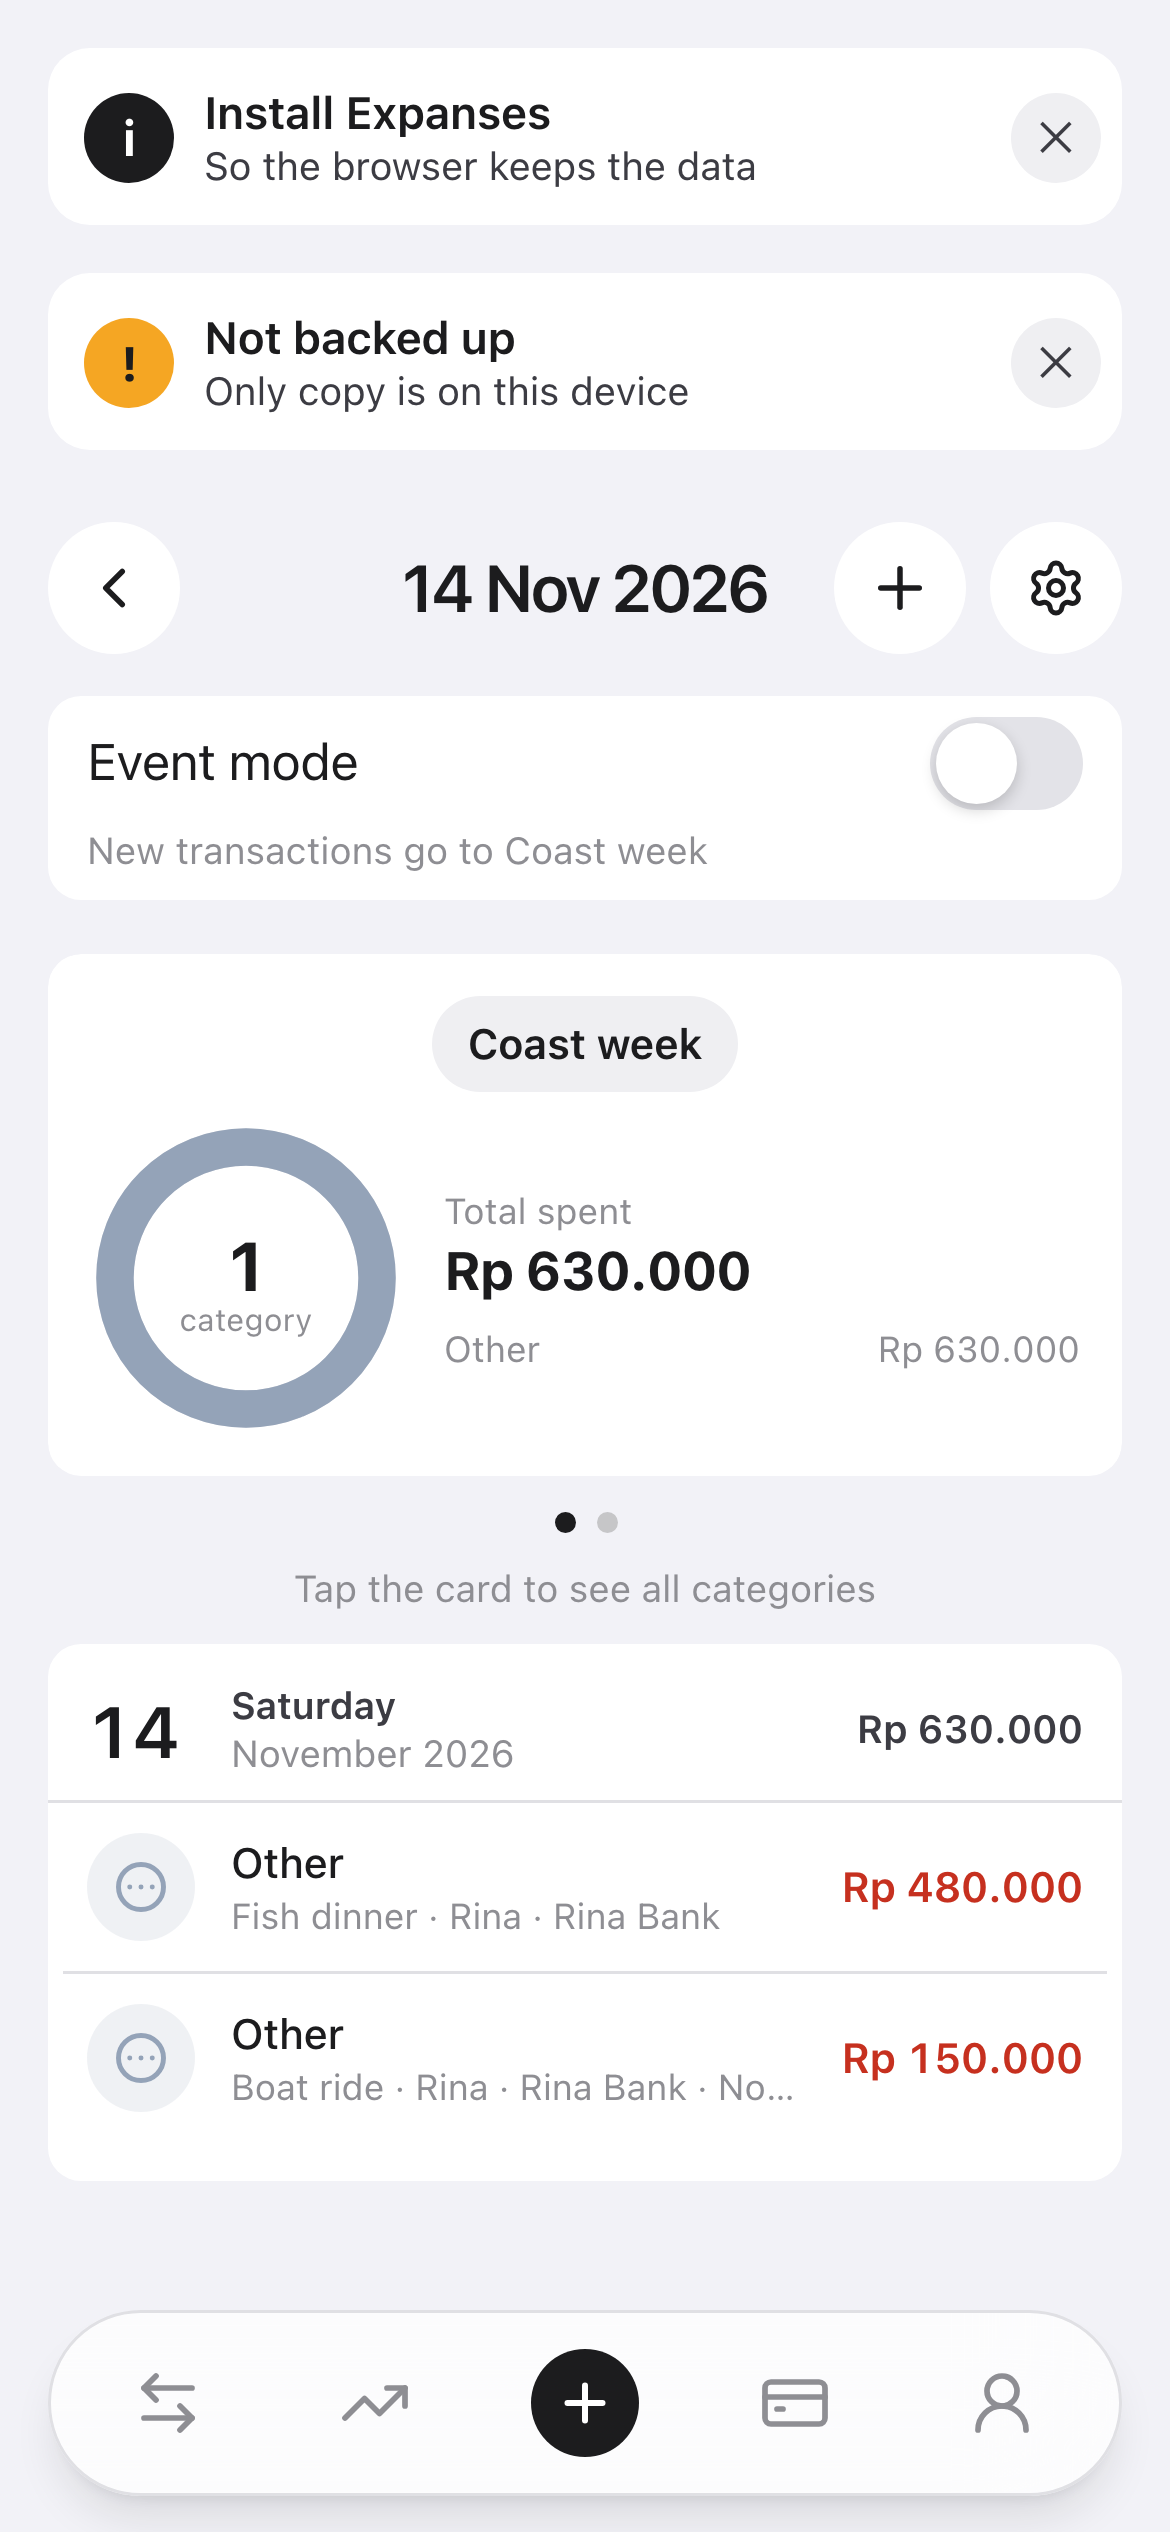 Install Expanses
So the browser keeps the data
Not backed up
Only copy is on this device
14 Nov 2026
Event mode
New transactions go to Coast week
Coast week
1
category
Total spent
Rp 630.000
Other Rp 630.000
Tap the card to see all categories
14
Saturday
November 2026
Rp 630.000
Other
Fish dinner · Rina · Rina Bank
Rp 480.000
Other
Boat ride · Rina · Rina Bank · No...
Rp 150.000